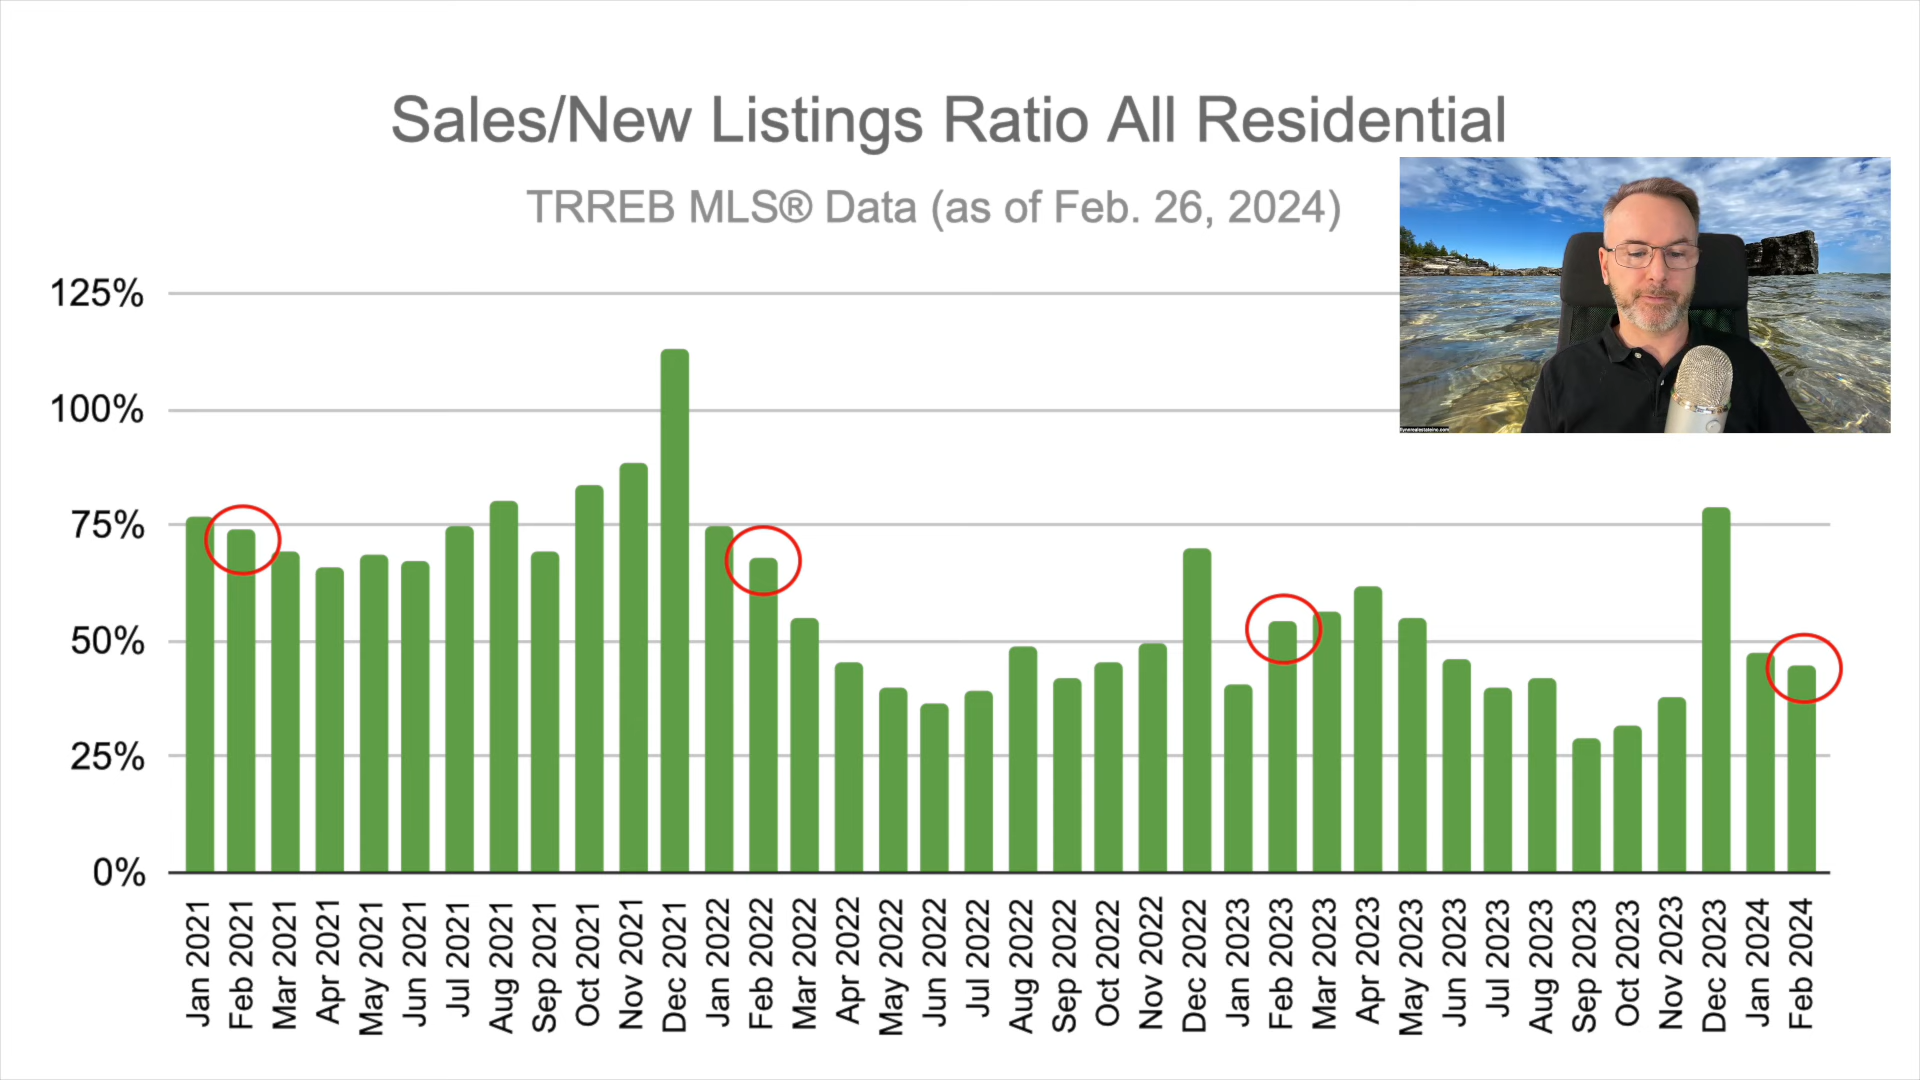 Sales/New Listings Ratio All Residential
TRREB MLS® Data (as of Feb. 26, 2024)
125%
100%
75%
50%
25%
0%
Jan 2021
Feb 2021
Mar 2021
Apr 2021
May 2021
Jun 2021
Jul 2021
Aug 2021
Sep 2021
Oct 2021
Nov 2021
Dec 2021
Jan 2022
Feb 2022
Mar 2022
Apr 2022
May 2022
Jun 2022
Jul 2022
Aug 2022
Sep 2022
Oct 2022
Nov 2022
Dec 2022
Jan 2023
Feb 2023
Mar 2023
Apr 2023
May 2023
Jun 2023
Jul 2023
Aug 2023
Sep 2023
Oct 2023
Nov 2023
Dec 2023
Jan 2024
Feb 2024